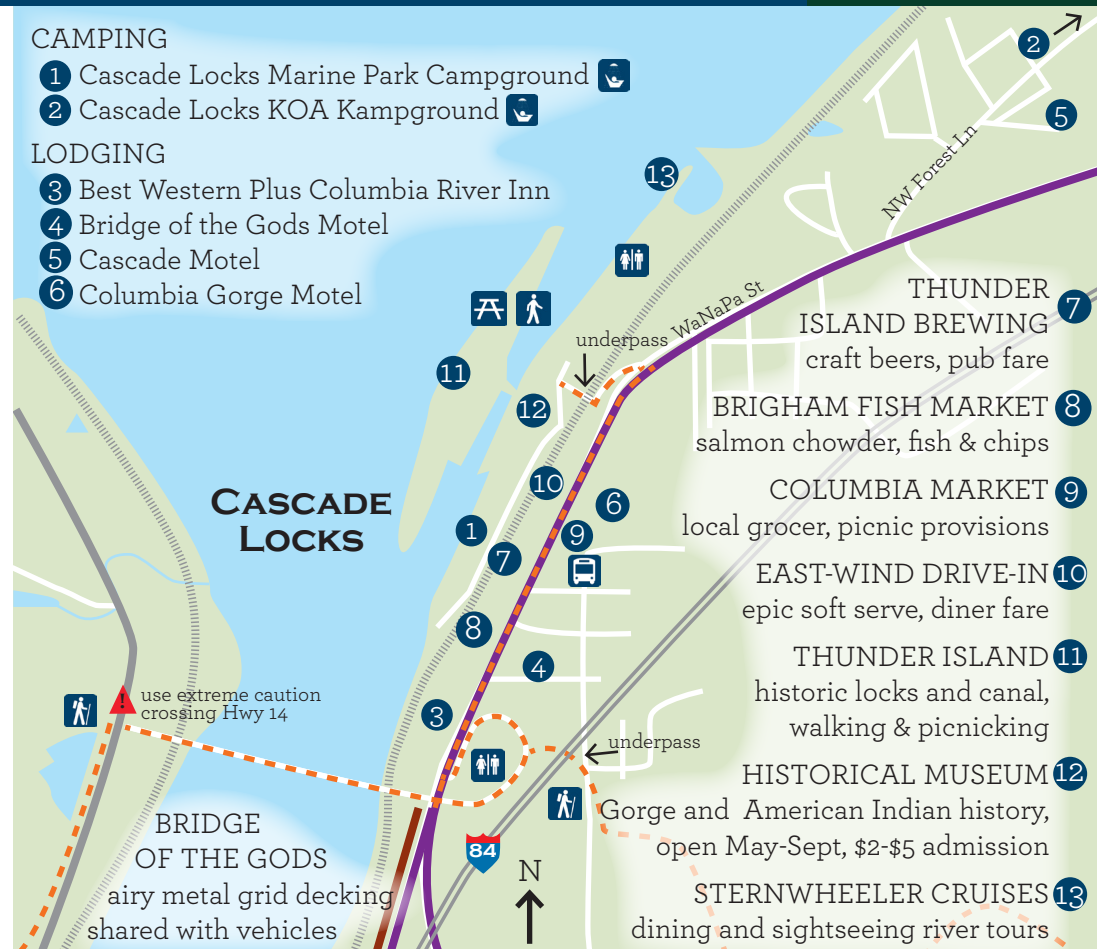 CAMPING
1 Cascade Locks Marine Park Campground
2 Cascade Locks KOA Kampground
LODGING
3 Best Western Plus Columbia River Inn
4 Bridge of the Gods Motel
5 Cascade Motel
6 Columbia Gorge Motel
2
5
13
NW Forest Ln
WaNaPa St
underpass
11
12
10
6
1
9
7
8
4
3
CASCADE
LOCKS
THUNDER 7
ISLAND BREWING
craft beers, pub fare
BRIGHAM FISH MARKET 8
salmon chowder, fish & chips
COLUMBIA MARKET 9
local grocer, picnic provisions
EAST-WIND DRIVE-IN 10
epic soft serve, diner fare
THUNDER ISLAND 11
historic locks and canal,
walking & picnicking
HISTORICAL MUSEUM 12
Gorge and American Indian history,
open May-Sept, $2-$5 admission
STERNWHEELER CRUISES 13
dining and sightseeing river tours
!
use extreme caution
crossing Hwy 14
underpass
BRIDGE
OF THE GODS
airy metal grid decking
shared with vehicles
84
N